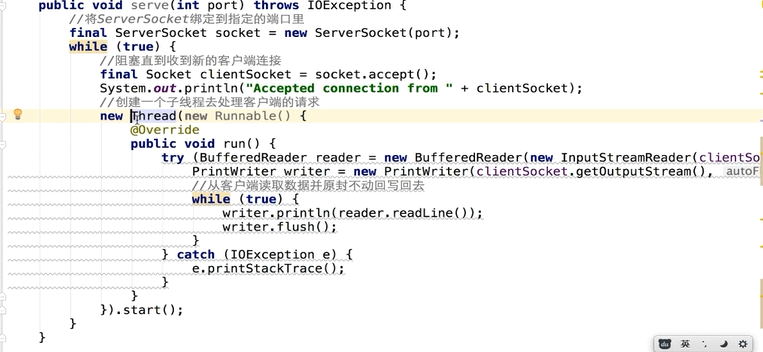 public void serve(int port) throws IOException {
    //将ServerSocket绑定到指定的端口里
    final ServerSocket socket = new ServerSocket(port);
    while (true) {
        //阻塞直到收到新的客户端连接
        final Socket clientSocket = socket.accept();
        System.out.println("Accepted connection from " + clientSocket);
        //创建一个子线程去处理客户端的请求
        new Thread(new Runnable() {
            @Override
            public void run() {
                try (BufferedReader reader = new BufferedReader(new InputStreamReader(clientSo
                    PrintWriter writer = new PrintWriter(clientSocket.getOutputStream(), autoF
                    //从客户端读取数据并原封不动回写回去
                    while (true) {
                        writer.println(reader.readLine());
                        writer.flush();
                    }
                } catch (IOException e) {
                    e.printStackTrace();
                }
            }
        }).start();
    }
}
英